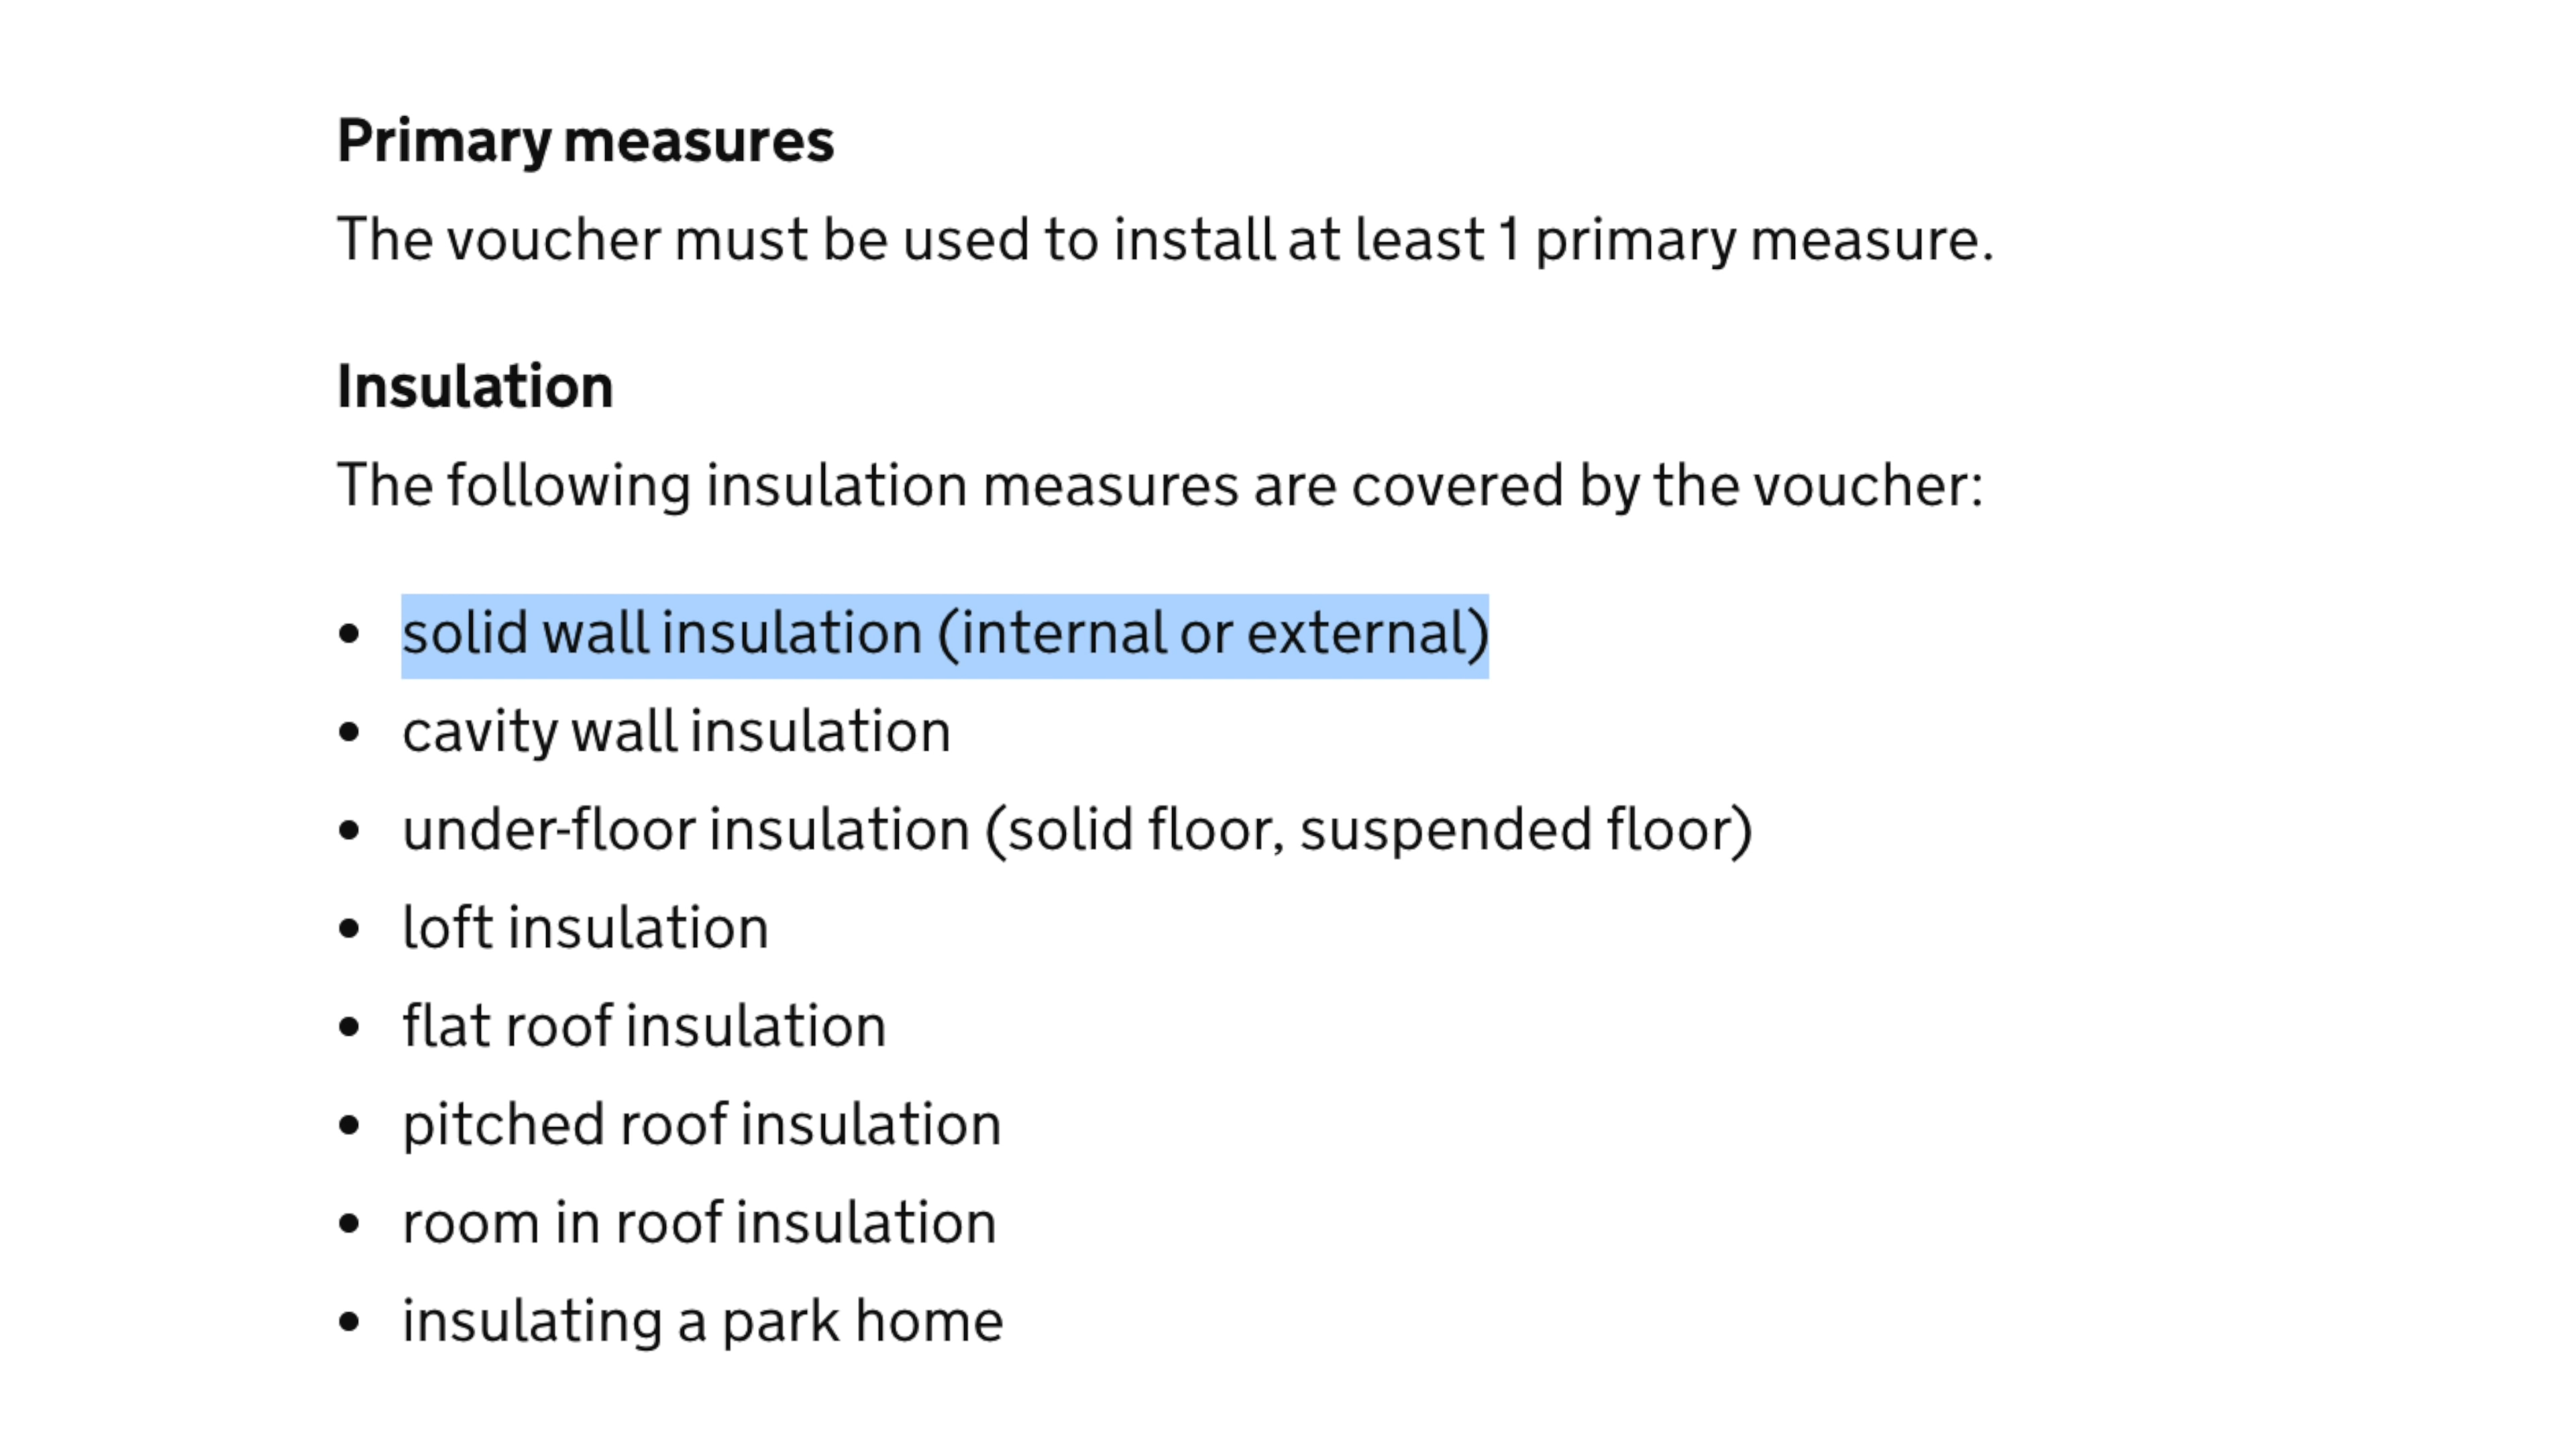 Primary measures
The voucher must be used to install at least 1 primary measure.
Insulation
The following insulation measures are covered by the voucher:
• solid wall insulation (internal or external)
• cavity wall insulation
• under-floor insulation (solid floor, suspended floor)
• loft insulation
• flat roof insulation
• pitched roof insulation
• room in roof insulation
• insulating a park home